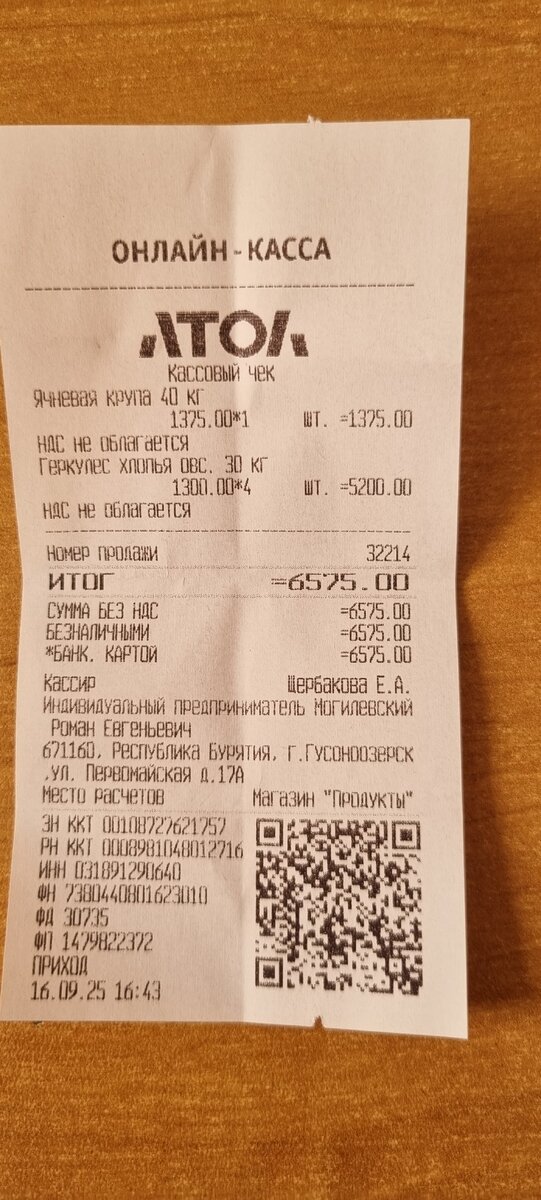 ОНЛАЙН-КАССА
АТОЛ
Кассовый чек
Ячневая крупа 40 кг
1375.00*1 шт. =1375.00
НДС не облагается
Геркулес хлопья овс. 30 кг
1300.00*4 шт. =5200.00
НДС не облагается
Номер продажи 32214
ИТОГ =6575.00
СУММА БЕЗ НДС =6575.00
БЕЗНАЛИЧНЫМИ =6575.00
*БАНК. КАРТОЙ =6575.00
Кассир Щербакова Е.А.
Индивидуальный предприниматель Могилевский
Роман Евгеньевич
671160, Республика Бурятия, г.Гусоноозерск
,ул. Первомайская д.17А
Место расчетов Магазин "Продукты"
ЗН ККТ 00108727621757
РН ККТ 0008981048012716
ИНН 031891290640
ФН 7380440801623010
ФД 30735
ФП 1479822372
ПРИХОД
16.09.25 16:43